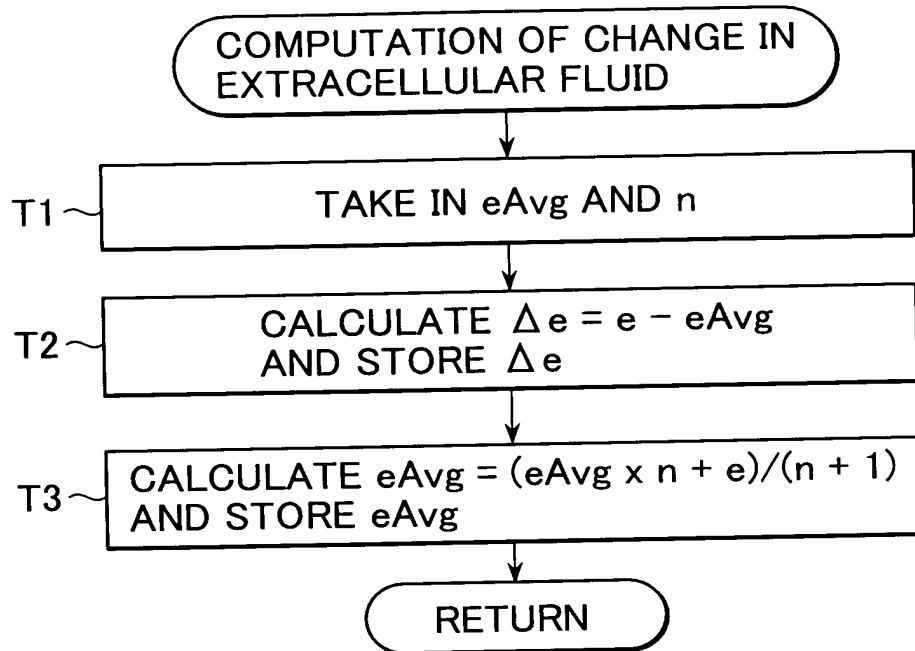 COMPUTATION OF CHANGE IN
EXTRACELLULAR FLUID
T1
TAKE IN eAvg AND n
T2
CALCULATE Δe = e − eAvg
AND STORE Δe
T3
CALCULATE eAvg = (eAvg x n + e)/(n + 1)
AND STORE eAvg
RETURN